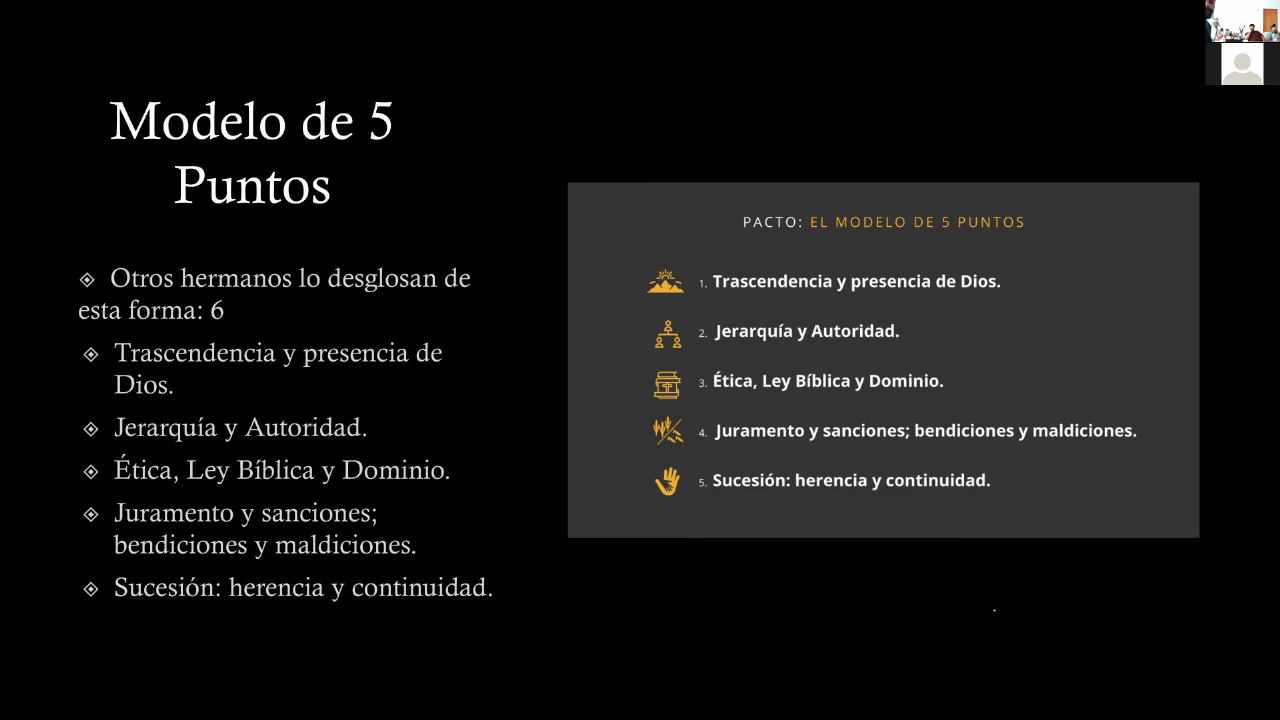 Modelo de 5
Puntos
Otros hermanos lo desglosan de
esta forma: 6
Trascendencia y presencia de
Dios.
Jerarquía y Autoridad.
Ética, Ley Bíblica y Dominio.
Juramento y sanciones;
bendiciones y maldiciones.
Sucesión: herencia y continuidad.
PACTO: EL MODELO DE 5 PUNTOS
1. Trascendencia y presencia de Dios.
2. Jerarquía y Autoridad.
3. Ética, Ley Bíblica y Dominio.
4. Juramento y sanciones; bendiciones y maldiciones.
5. Sucesión: herencia y continuidad.